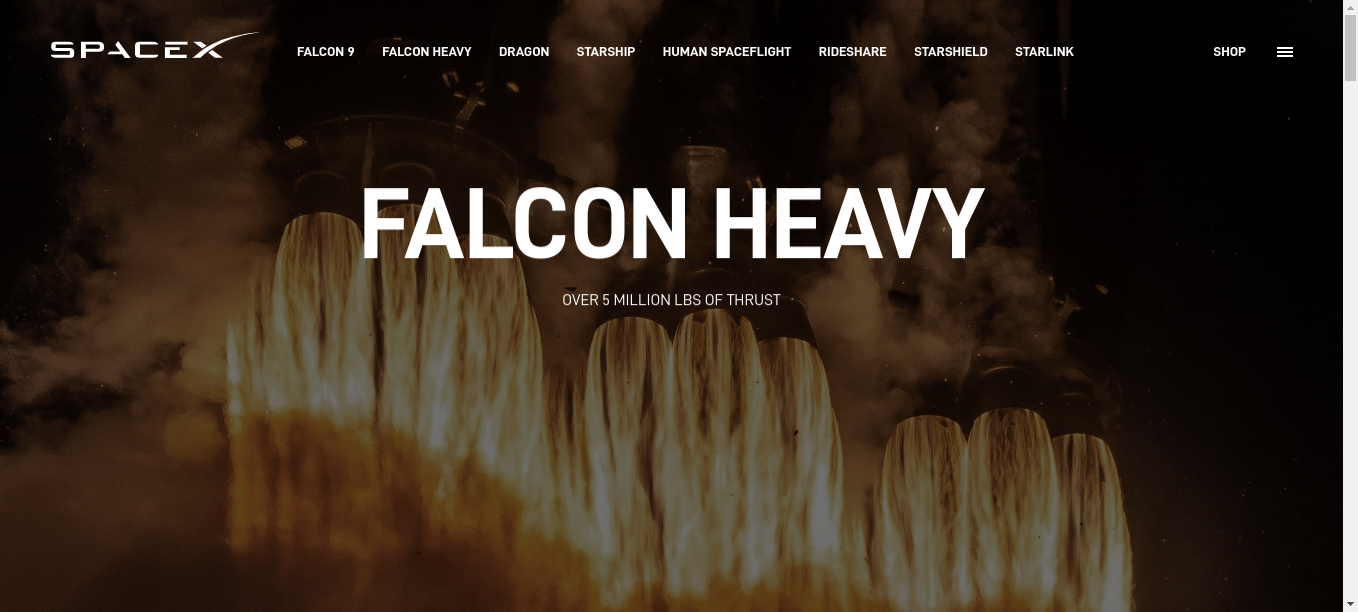 SPACEX
FALCON 9 FALCON HEAVY DRAGON STARSHIP HUMAN SPACEFLIGHT RIDESHARE STARSHIELD STARLINK SHOP
FALCON HEAVY
OVER 5 MILLION LBS OF THRUST